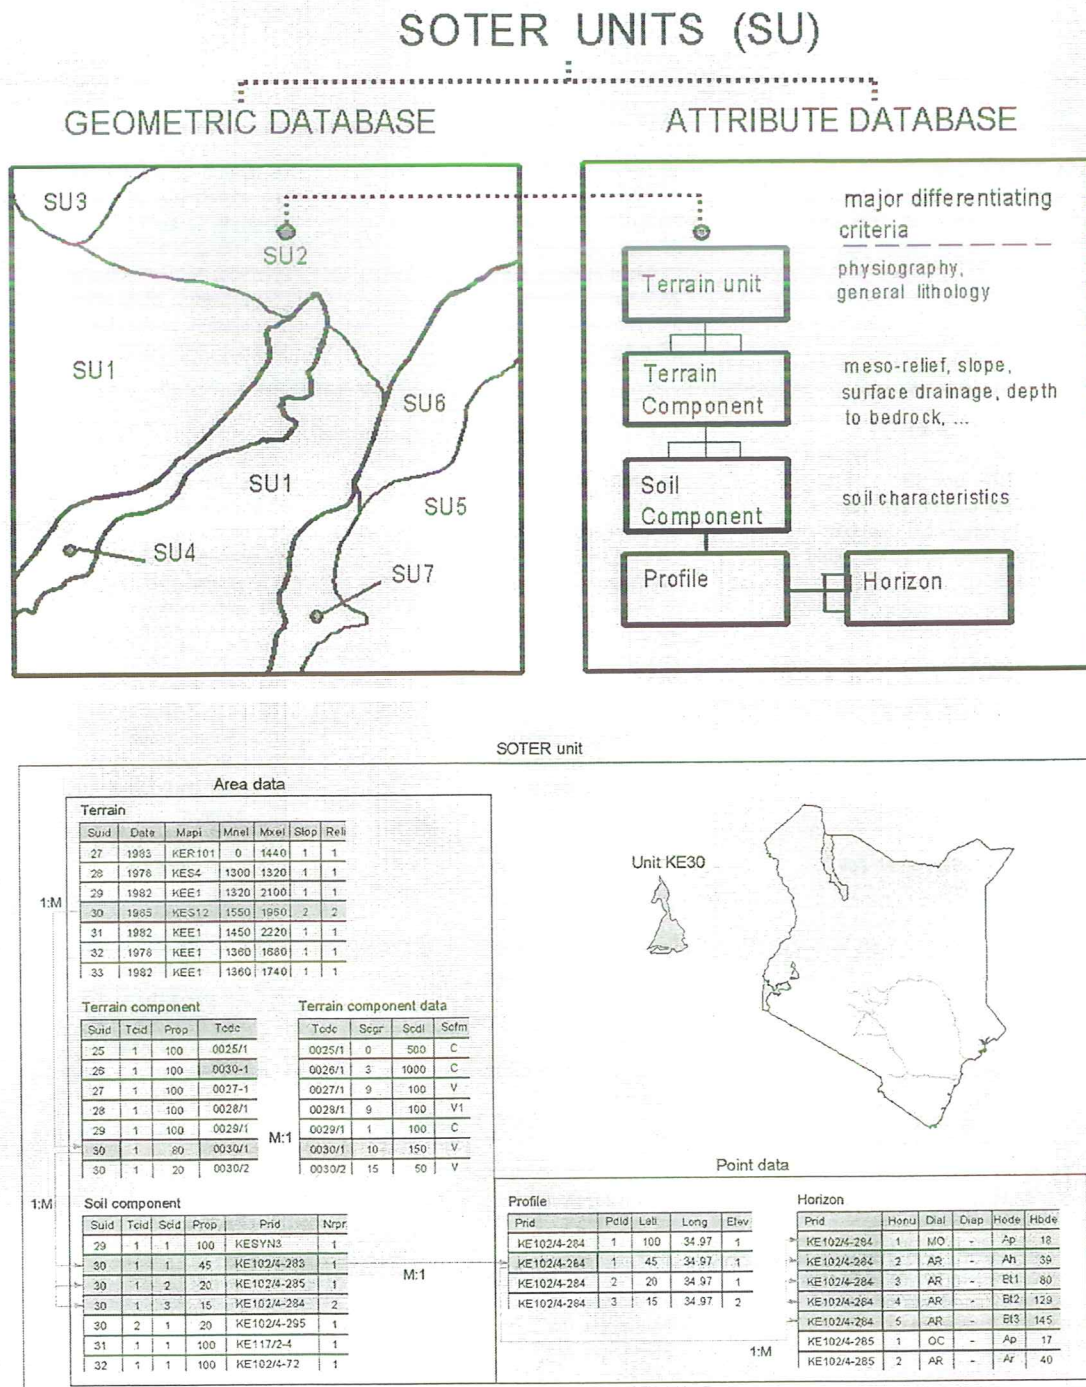 SOTER UNITS (SU)
GEOMETRIC DATABASE
ATTRIBUTE DATABASE
SU3
SU2
SU1
SU6
SU1
SU5
SU4
SU7
major differentiating
criteria
Terrain unit
physiography,
general lithology
Terrain
Component
meso-relief, slope,
surface drainage, depth
to bedrock, ...
Soil
Component
soil characteristics
Profile
Horizon
SOTER unit
Area data
Terrain
Suid Date Mapi Mnel Mxel Slop Reli
27 1983 KER101 0 1440 1 1
28 1978 KES4 1300 1320 1 1
29 1982 KEE1 1320 2100 1 1
30 1985 KES12 1550 1950 2 2
31 1982 KEE1 1450 2220 1 1
32 1978 KEE1 1360 1680 1 1
33 1982 KEE1 1360 1740 1 1
1:M
Unit KE30
Terrain component
Suid Tcid Prop Tcdc
25 1 100 0025/1
26 1 100 0030-1
27 1 100 0027-1
28 1 100 0028/1
29 1 100 0029/1
30 1 80 0030/1
30 1 20 0030/2
M:1
Terrain component data
Tcdc Scgr Scdl Scfm
0025/1 0 500 C
0026/1 3 1000 C
0027/1 9 100 V
0028/1 9 100 V1
0029/1 1 100 C
0030/1 10 150 V
0030/2 15 50 V
1:M
Soil component
Suid Tcid Scid Prop Prid Nrpr
29 1 1 100 KESYN3 1
30 1 1 45 KE102/4-283 1
30 1 2 20 KE102/4-285 1
30 1 3 15 KE102/4-284 2
30 2 1 20 KE102/4-295 1
31 1 1 100 KE117/2-4 1
32 1 1 100 KE102/4-72 1
M:1
Point data
Profile
Prid Pdid Lati Long Elev
KE102/4-284 1 100 34.97 1
KE102/4-284 1 45 34.97 1
KE102/4-284 2 20 34.97 1
KE102/4-284 3 15 34.97 2
1:M
Horizon
Prid Honu Dial Diap Hode Hbde
KE102/4-284 1 MO - Ap 18
KE102/4-284 2 AR - Ah 39
KE102/4-284 3 AR - Bt1 80
KE102/4-284 4 AR - Bt2 129
KE102/4-284 5 AR - Bt3 145
KE102/4-285 1 OC - Ap 17
KE102/4-285 2 AR - Ar 40